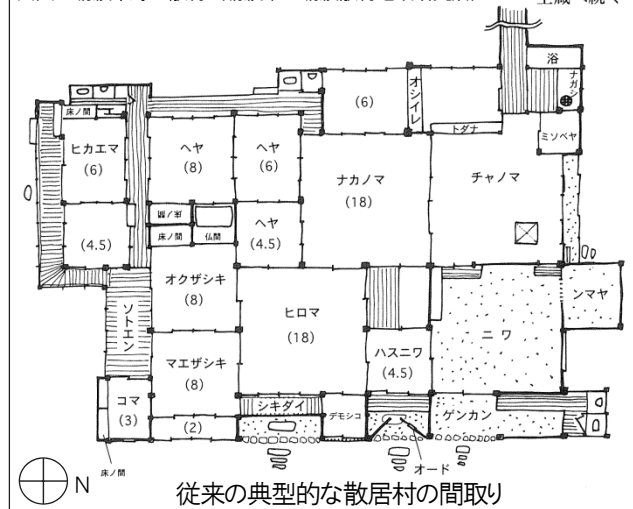 浴
ナガシ
オシイレ
(6)
トダナ
ミソベヤ
床ノ間
ヒカエマ
(6)
ヘヤ
(8)
ヘヤ
(6)
ナカノマ
(18)
チャノマ
(4.5)
床ノ間
仏間
ヘヤ
(4.5)
ソトエン
オクザシキ
(8)
ヒロマ
(18)
ニワ
ンマヤ
マエザシキ
(8)
ハスニワ
(4.5)
コマ
(3)
(2)
シキダイ
デモシコ
ゲンカン
床ノ間
オード
N
従来の典型的な散居村の間取り